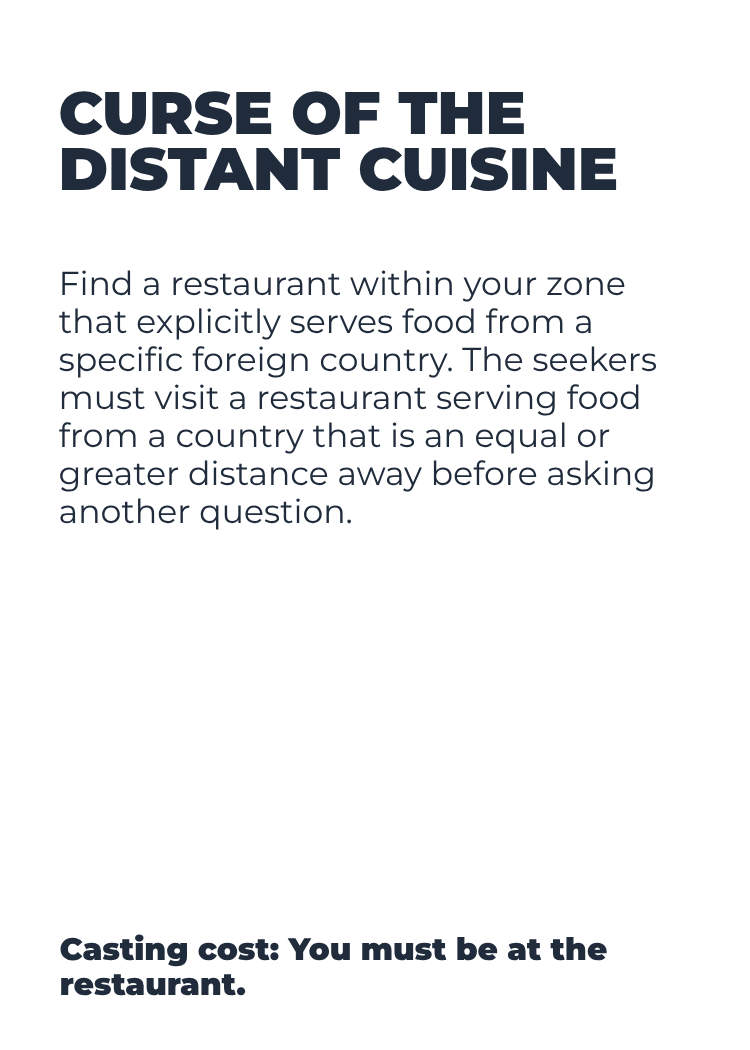 CURSE OF THE
DISTANT CUISINE
Find a restaurant within your zone
that explicitly serves food from a
specific foreign country. The seekers
must visit a restaurant serving food
from a country that is an equal or
greater distance away before asking
another question.
Casting cost: You must be at the
restaurant.